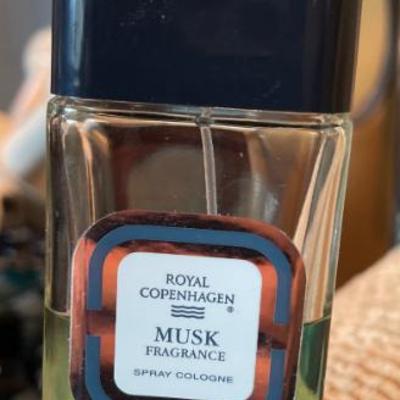 ROYAL
COPENHAGEN®
MUSK
FRAGRANCE
SPRAY COLOGNE